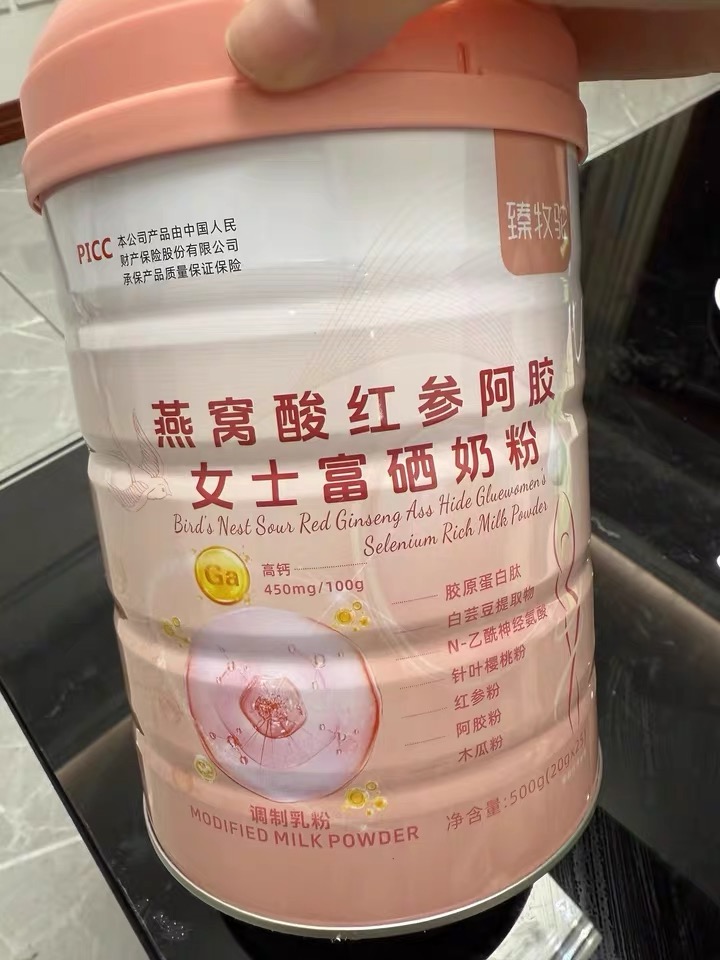 臻牧驼
PICC
本公司产品由中国人民
财产保险股份有限公司
承保产品质量保证保险
燕窝酸红参阿胶
女士富硒奶粉
Bird's Nest Sour Red Ginseng Ass Hide Gluewomen's
Selenium Rich Milk Powder
Ga
高钙
450mg/100g
胶原蛋白肽
白芸豆提取物
N-乙酰神经氨酸
针叶樱桃粉
红参粉
阿胶粉
木瓜粉
调制乳粉
MODIFIED MILK POWDER
净含量:500g(20gx25